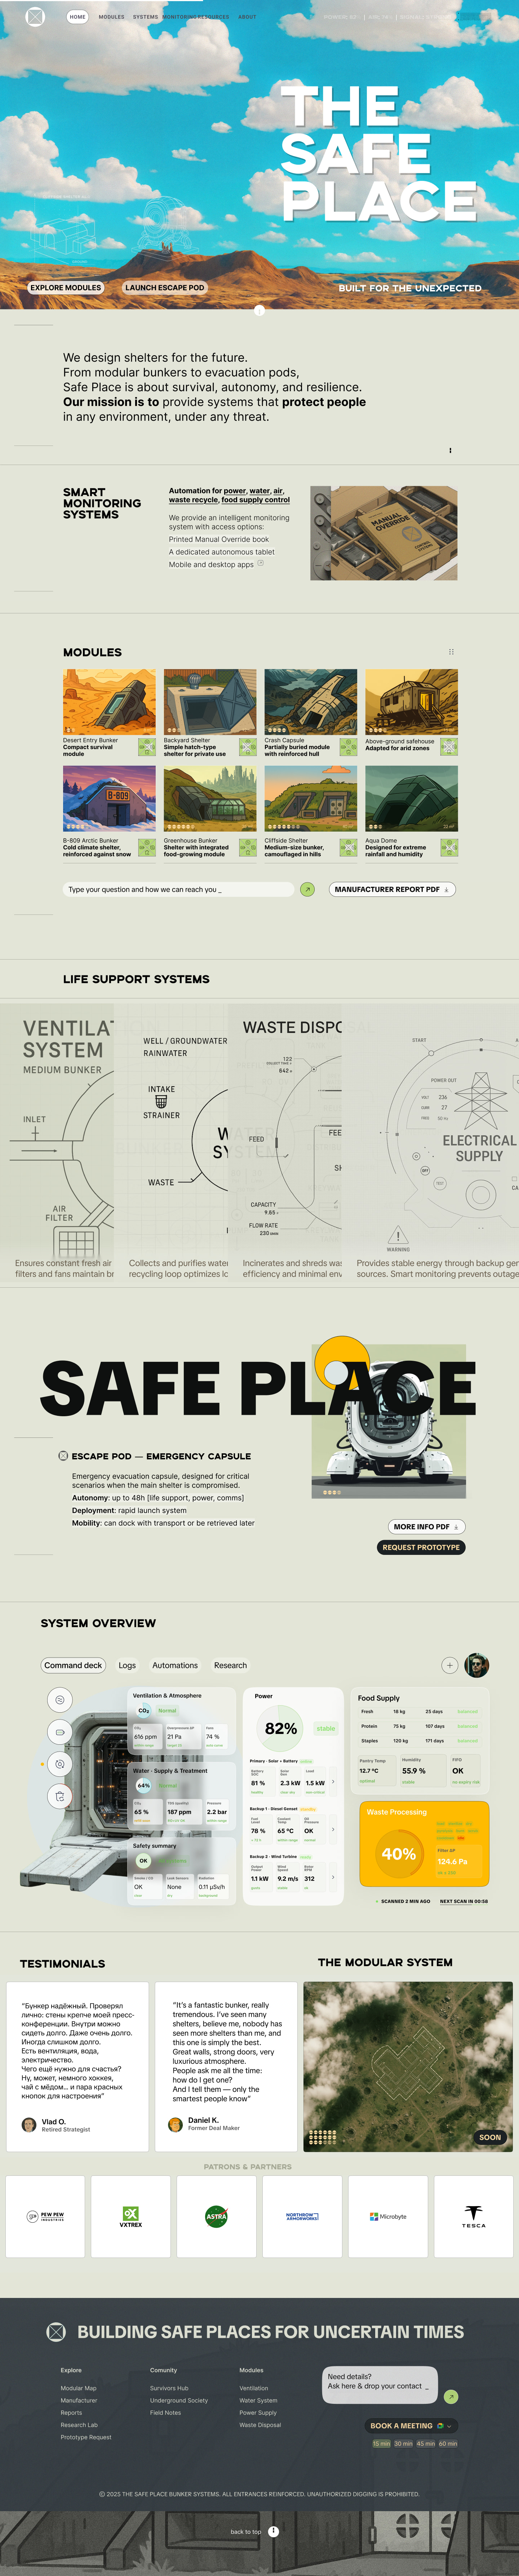 HOME
MODULES
SYSTEMS
MONITORING
RESOURCES
ABOUT
THE
SAFE
PLACE
EXPLORE MODULES
LAUNCH ESCAPE POD
BUILT FOR THE UNEXPECTED
We design shelters for the future.
From modular bunkers to evacuation pods,
Safe Place is about survival, autonomy, and resilience.
Our mission is to provide systems that protect people
in any environment, under any threat.
SMART
MONITORING
SYSTEMS
Automation for power, water, air,
waste recycle, food supply control
We provide an intelligent monitoring
system with access options:
Printed Manual Override book
A dedicated autonomous tablet
Mobile and desktop apps
MANUAL
OVERRIDE
MODULES
Desert Entry Bunker
Compact survival
module
Backyard Shelter
Simple hatch-type
shelter for private use
Crash Capsule
Partially buried module
with reinforced hull
Above-ground safehouse
Adapted for arid zones
B-809
B-809 Arctic Bunker
Cold climate shelter,
reinforced against snow
Greenhouse Bunker
Shelter with integrated
food-growing module
Cliffside Shelter
Medium-size bunker,
camouflaged in hills
Aqua Dome
Designed for extreme
rainfall and humidity
Type your question and how we can reach you _
MANUFACTURER REPORT PDF
LIFE SUPPORT SYSTEMS
VENTILAT
SYSTEM
MEDIUM BUNKER
INLET
AIR
FILTER
Ensures constant fresh air
filters and fans maintain br
WELL / GROUNDWATER
RAINWATER
INTAKE
STRAINER
WASTE
Collects and purifies water
recycling loop optimizes lo
WASTE DISPO
122
642
FEED
CAPACITY
9.65
FLOW RATE
230
Incinerates and shreds was
efficiency and minimal env
START
POWER OUT
236
27
ELECTRICAL
SUPPLY
WARNING
Provides stable energy through backup ger
sources. Smart monitoring prevents outage
SAFE PLACE
ESCAPE POD — EMERGENCY CAPSULE
Emergency evacuation capsule, designed for critical
scenarios when the main shelter is compromised.
Autonomy: up to 48h [life support, power, comms]
Deployment: rapid launch system
Mobility: can dock with transport or be retrieved later
MORE INFO PDF
REQUEST PROTOTYPE
SYSTEM OVERVIEW
Command deck
Logs
Automations
Research
Ventilation & Atmosphere
CO₂
Normal
616 ppm
21 Pa
74 %
Water · Supply & Treatment
64%
65 %
187 ppm
2.2 bar
Safety summary
OK
OK
None
0.11 µSv/h
Power
82%
stable
Primary · Solar + Battery
81 %
2.3 kW
1.5 kW
Backup 1 · Diesel Genset
78 %
65 °C
OK
Backup 2 · Wind Turbine
1.1 kW
9.2 m/s
312
Food Supply
Fresh
18 kg
25 days
Protein
75 kg
107 days
Staples
120 kg
171 days
Pantry Temp
12.7 °C
optimal
Humidity
55.9 %
FIFO
OK
no expiry risk
Waste Processing
40%
Filter ΔP
124.6 Pa
SCANNED 2 MIN AGO
NEXT SCAN IN 00:58
TESTIMONIALS
THE MODULAR SYSTEM
"Бункер надёжный. Проверял
лично: стены крепче моей пресс-
конференции. Внутри можно
сидеть долго. Даже очень долго.
Иногда слишком долго.
Есть вентиляция, вода,
электричество.
Чего ещё нужно для счастья?
Ну, может, немного хоккея,
чай с мёдом... и пара красных
кнопок для настроения"
Vlad O.
Retired Strategist
"It's a fantastic bunker, really
tremendous. I've seen many
shelters, believe me, nobody has
seen more shelters than me, and
this one is simply the best.
Great walls, strong doors, very
luxurious atmosphere.
People ask me all the time:
how do I get one?
And I tell them — only the
smartest people know"
Daniel K.
Former Deal Maker
SOON
PATRONS & PARTNERS
PEW PEW
INDUSTRIES
VXTREX
ASTRA
NORTHROW
ARMORWORKS
Microbyte
TESCA
BUILDING SAFE PLACES FOR UNCERTAIN TIMES
Explore
Modular Map
Manufacturer
Reports
Research Lab
Prototype Request
Comunity
Survivors Hub
Underground Society
Field Notes
Modules
Ventilation
Water System
Power Supply
Waste Disposal
Need details?
Ask here & drop your contact _
BOOK A MEETING
15 min
30 min
45 min
60 min
© 2025 THE SAFE PLACE BUNKER SYSTEMS. ALL ENTRANCES REINFORCED. UNAUTHORIZED DIGGING IS PROHIBITED.
back to top